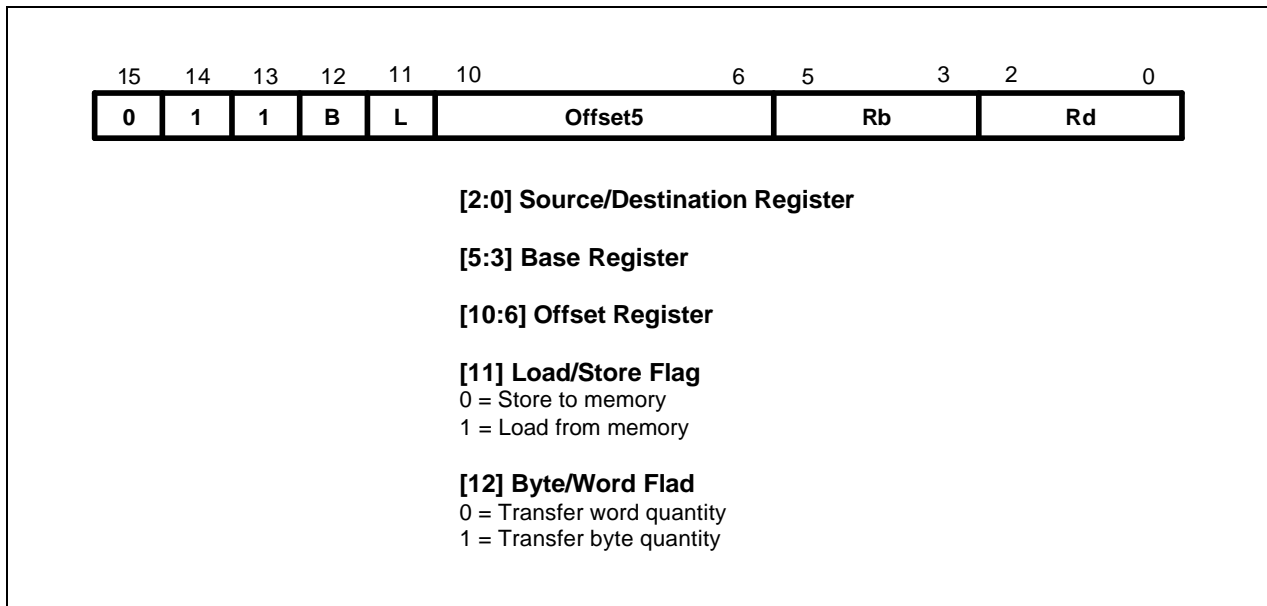 15 14 13 12 11 10 6 5 3 2 0
0 1 1 B L Offset5 Rb Rd
[2:0] Source/Destination Register
[5:3] Base Register
[10:6] Offset Register
[11] Load/Store Flag
0 = Store to memory
1 = Load from memory
[12] Byte/Word Flad
0 = Transfer word quantity
1 = Transfer byte quantity